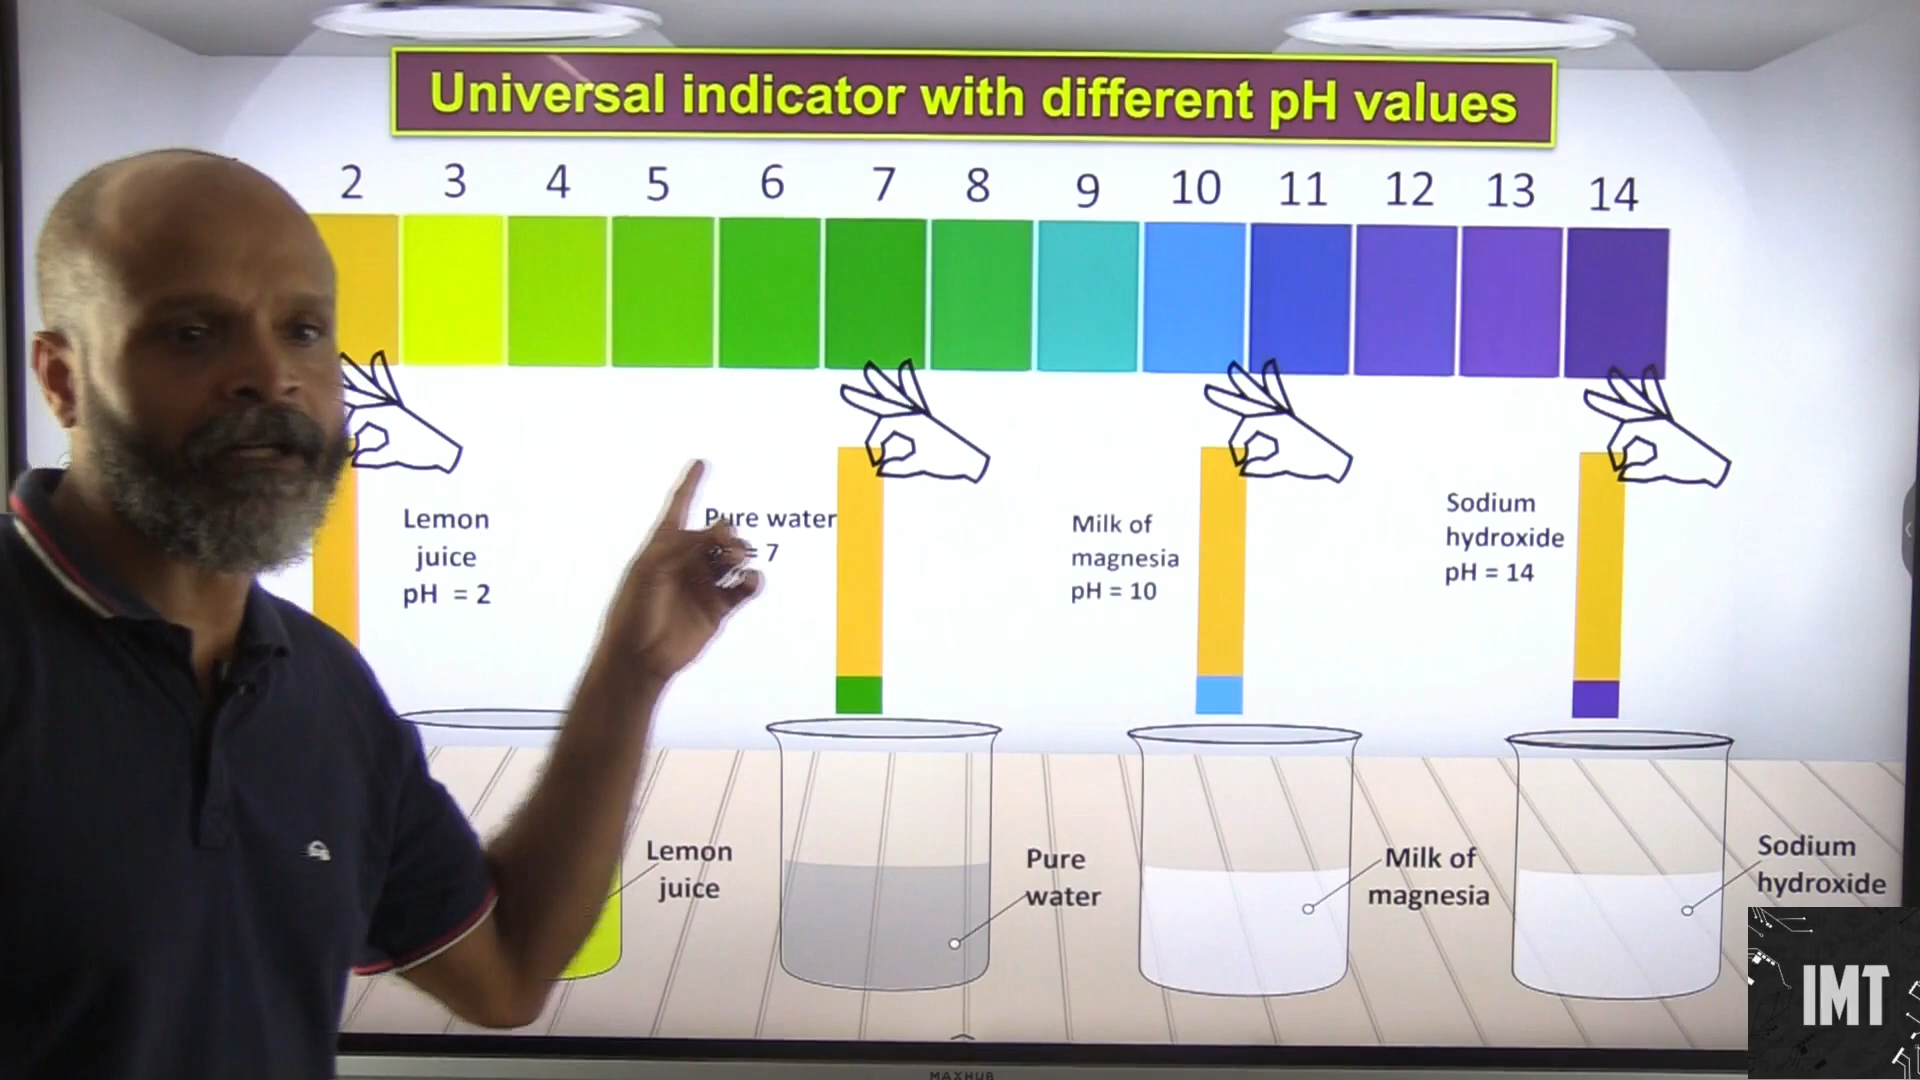 Universal indicator with different pH values
2 3 4 5 6 7 8 9 10 11 12 13 14
Lemon
juice
pH = 2
Pure water
= 7
Milk of
magnesia
pH = 10
Sodium
hydroxide
pH = 14
Lemon
juice
Pure
water
Milk of
magnesia
Sodium
hydroxide
IMT
MAXHUB